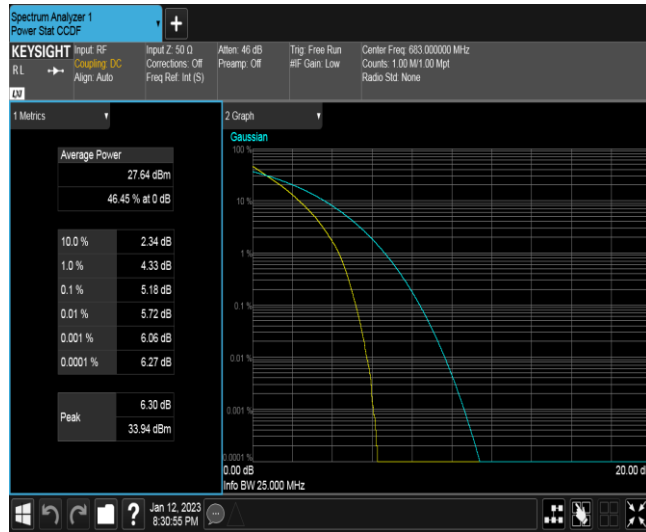 Spectrum Analyzer 1
Power Stat CCDF
+
KEYSIGHT
RL
LXI
Input: RF
Coupling: DC
Align: Auto
Input Z: 50 Ω
Corrections: Off
Freq Ref: Int (S)
Atten: 46 dB
Preamp: Off
Trig: Free Run
#IF Gain: Low
Center Freq: 683.000000 MHz
Counts: 1.00 M/1.00 Mpt
Radio Std: None
1 Metrics
Average Power
27.64 dBm
46.45 % at 0 dB
10.0 % 2.34 dB
1.0 % 4.33 dB
0.1 % 5.18 dB
0.01 % 5.72 dB
0.001 % 6.06 dB
0.0001 % 6.27 dB
Peak
6.30 dB
33.94 dBm
2 Graph
Gaussian
100 %
10 %
1 %
0.1 %
0.01 %
0.001 %
0.0001 %
0.00 dB 20.00 d
Info BW 25.000 MHz
?
Jan 12, 2023
8:30:55 PM